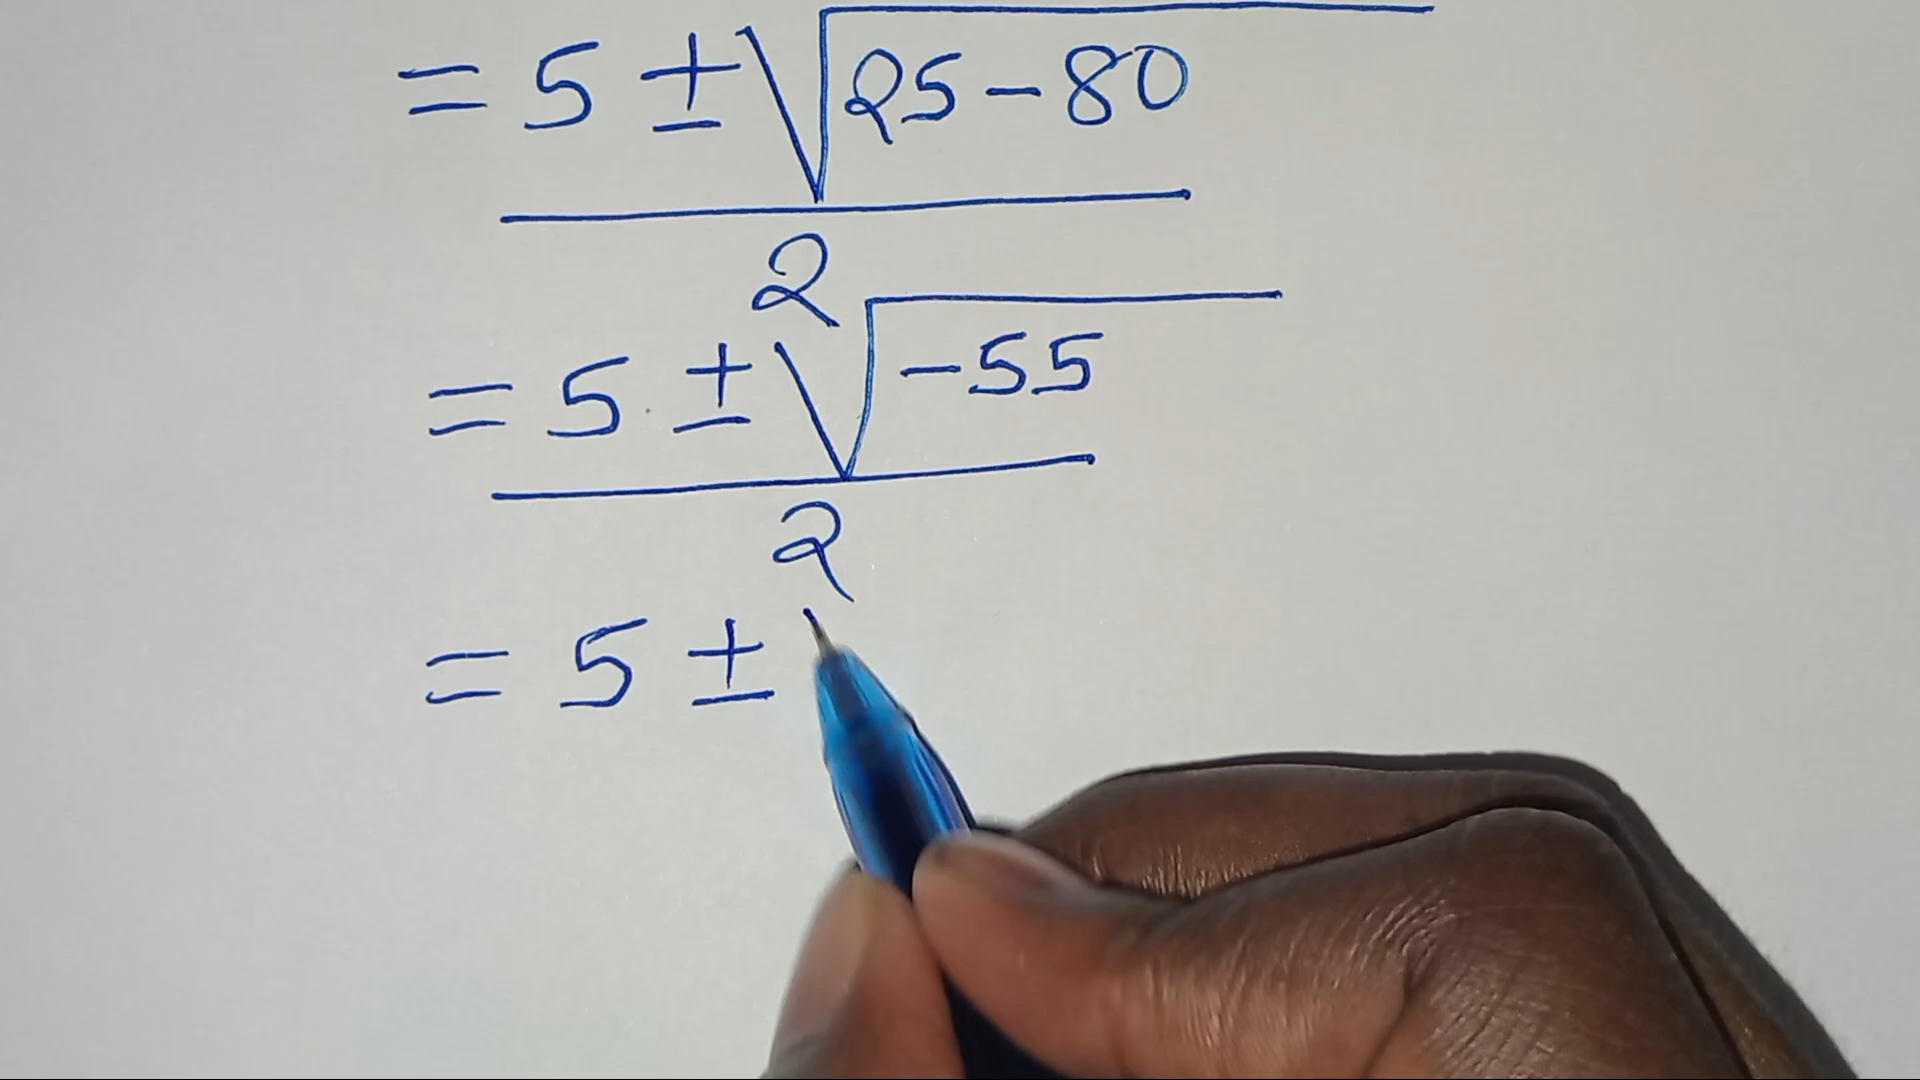 = 5 ± √25 - 80
2
= 5 ± √-55
2
= 5 ±